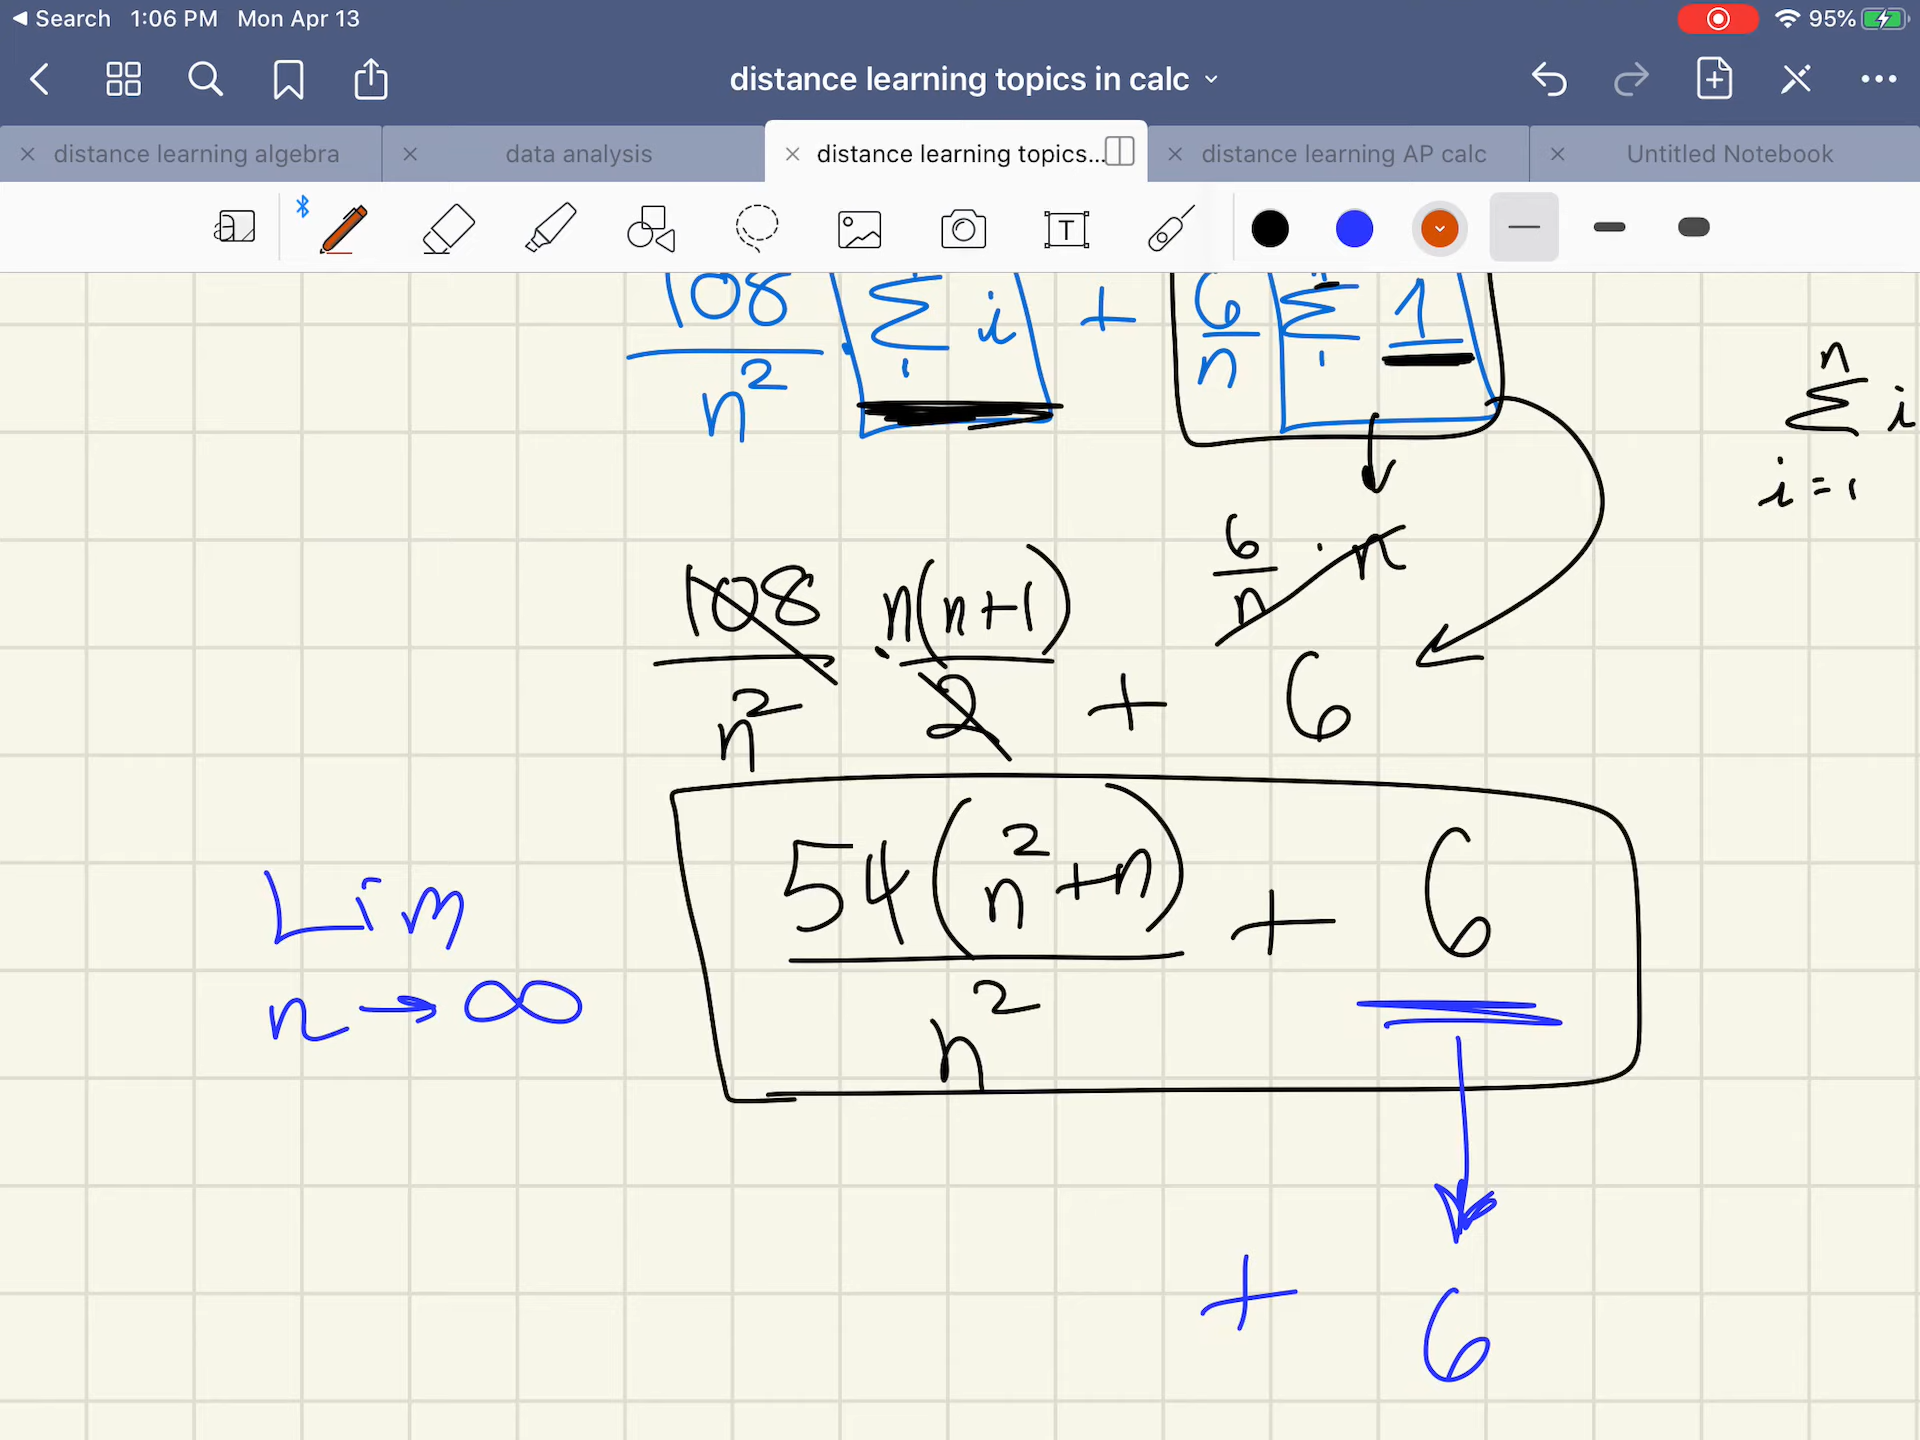 Search 1:06 PM Mon Apr 13 95%
distance learning topics in calc
distance learning algebra data analysis distance learning topics... distance learning AP calc Untitled Notebook
108/n² · Σ i + 6/n Σ 1
n
Σ i
i=1
6/n · n
108/n² · n(n+1)/2 + 6
Lim n→∞ 54(n²+n)/n² + 6
+ 6